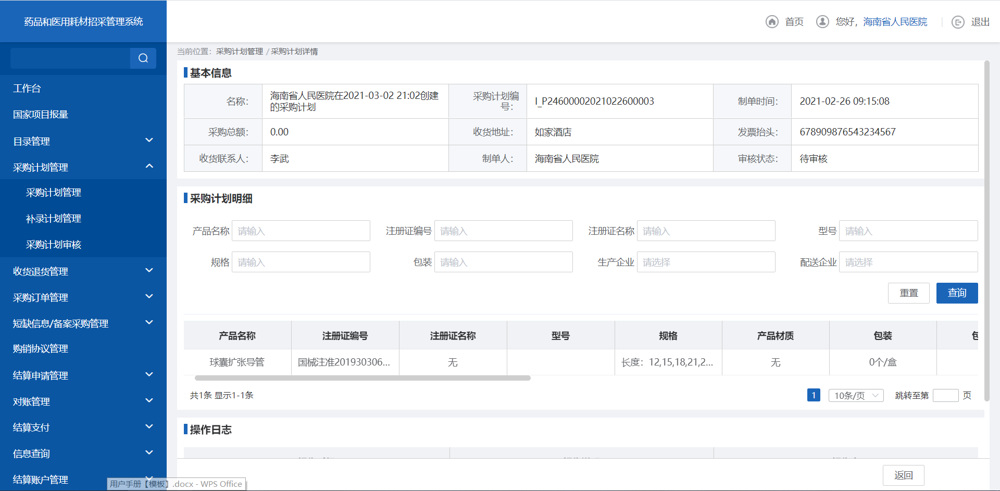 药品和医用耗材招采管理系统
首页
您好，海南省人民医院
退出
当前位置：采购计划管理 / 采购计划详情
工作台
国家项目报量
目录管理
采购计划管理
采购计划管理
补录计划管理
采购计划审核
收货退货管理
采购订单管理
短缺信息/备案采购管理
购销协议管理
结算申请管理
对账管理
结算支付
信息查询
结算账户管理
基本信息
名称：
海南省人民医院在2021-03-02 21:02创建
的采购计划
采购计划编
号：
I_P24600002021022600003
制单时间：
2021-02-26 09:15:08
采购总额：
0.00
收货地址：
如家酒店
发票抬头：
678909876543234567
收货联系人：
李武
制单人：
海南省人民医院
审核状态：
待审核
采购计划明细
产品名称 请输入
注册证编号 请输入
注册证名称 请输入
型号 请输入
规格 请输入
包装 请输入
生产企业 请选择
配送企业 请选择
重置
查询
产品名称 注册证编号 注册证名称 型号 规格 产品材质 包装
球囊扩张导管 国械注准201930306... 无 长度：12,15,18,21,2... 无 0个/盒
共1条 显示1-1条
1
10条/页
跳转至第 页
操作日志
返回
用户手册【模板】.docx - WPS Office